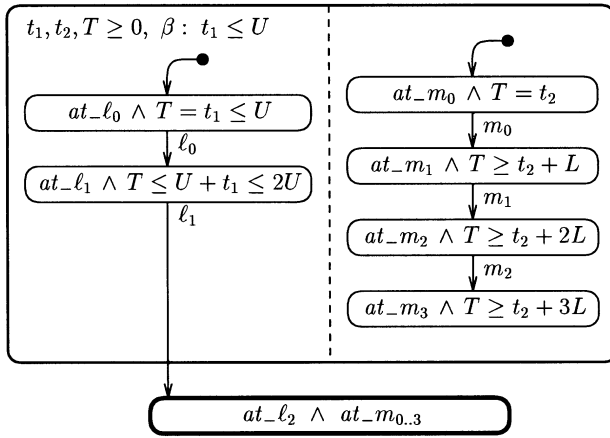 t₁, t₂, T ≥ 0, β : t₁ ≤ U
at_ℓ₀ ∧ T = t₁ ≤ U
ℓ₀
at_ℓ₁ ∧ T ≤ U + t₁ ≤ 2U
ℓ₁
at_m₀ ∧ T = t₂
m₀
at_m₁ ∧ T ≥ t₂ + L
m₁
at_m₂ ∧ T ≥ t₂ + 2L
m₂
at_m₃ ∧ T ≥ t₂ + 3L
at_ℓ₂ ∧ at_m₀..₃